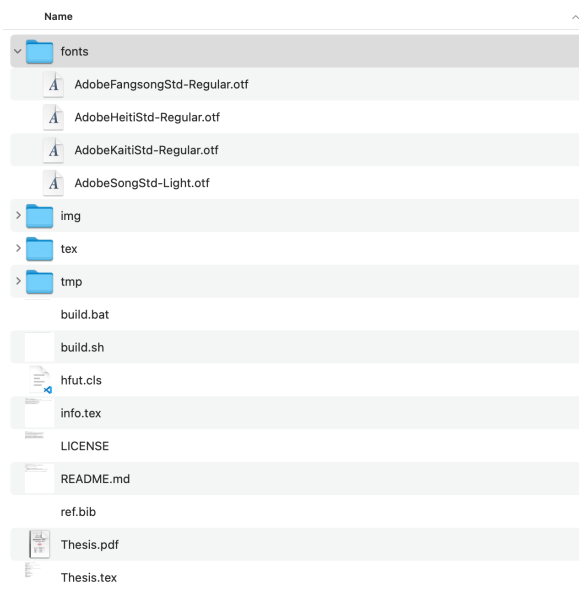 Name
fonts
AdobeFangsongStd-Regular.otf
AdobeHeitiStd-Regular.otf
AdobeKaitiStd-Regular.otf
AdobeSongStd-Light.otf
img
tex
tmp
build.bat
build.sh
hfut.cls
info.tex
LICENSE
README.md
ref.bib
Thesis.pdf
Thesis.tex